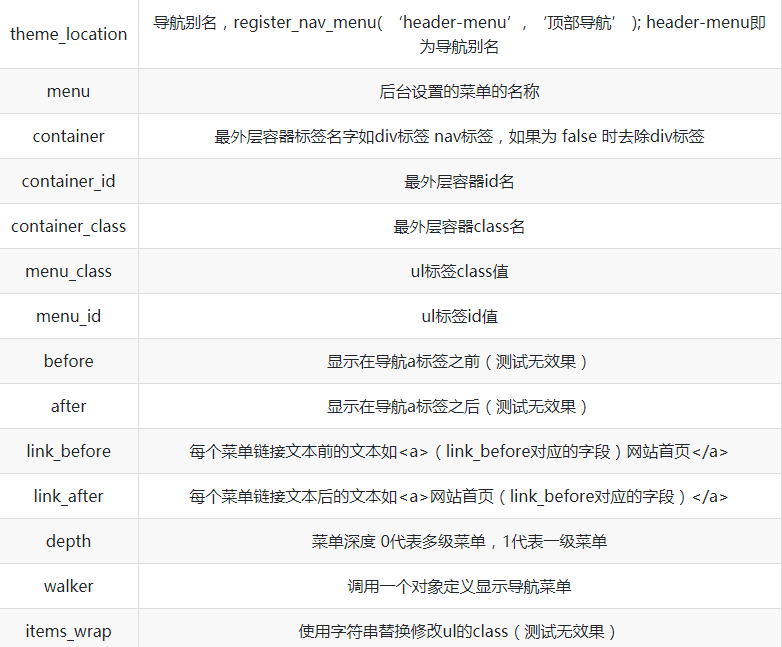 theme_location
导航别名，register_nav_menu( ‘header-menu’, ‘顶部导航’ ); header-menu即
为导航别名
menu
后台设置的菜单的名称
container
最外层容器标签名字如div标签 nav标签，如果为 false 时去除div标签
container_id
最外层容器id名
container_class
最外层容器class名
menu_class
ul标签class值
menu_id
ul标签id值
before
显示在导航a标签之前（测试无效果）
after
显示在导航a标签之后（测试无效果）
link_before
每个菜单链接文本前的文本如<a>（link_before对应的字段）网站首页</a>
link_after
每个菜单链接文本后的文本如<a>网站首页（link_before对应的字段）</a>
depth
菜单深度 0代表多级菜单，1代表一级菜单
walker
调用一个对象定义显示导航菜单
items_wrap
使用字符串替换修改ul的class（测试无效果）